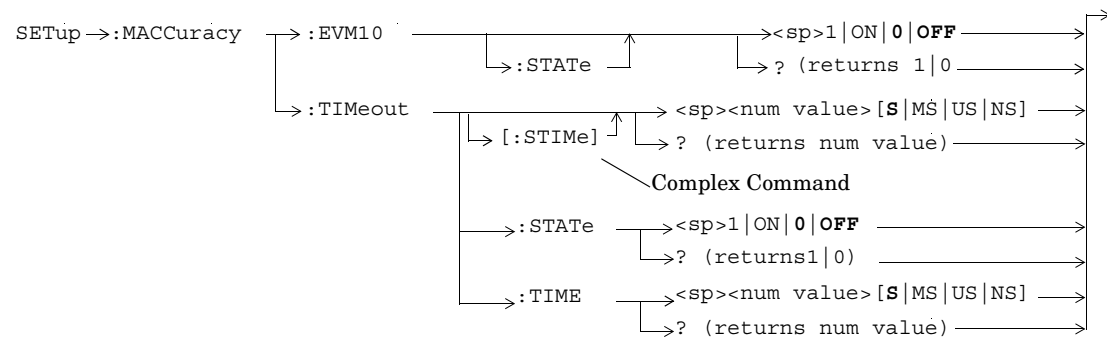 SETup :MACCuracy :EVM10 <sp>1|ON|0|OFF
:STATe ? (returns 1|0
:TIMeout <sp><num value>[S|MS|US|NS]
[:STIMe] ? (returns num value)
Complex Command
:STATe <sp>1|ON|0|OFF
? (returns1|0)
:TIME <sp><num value>[S|MS|US|NS]
? (returns num value)